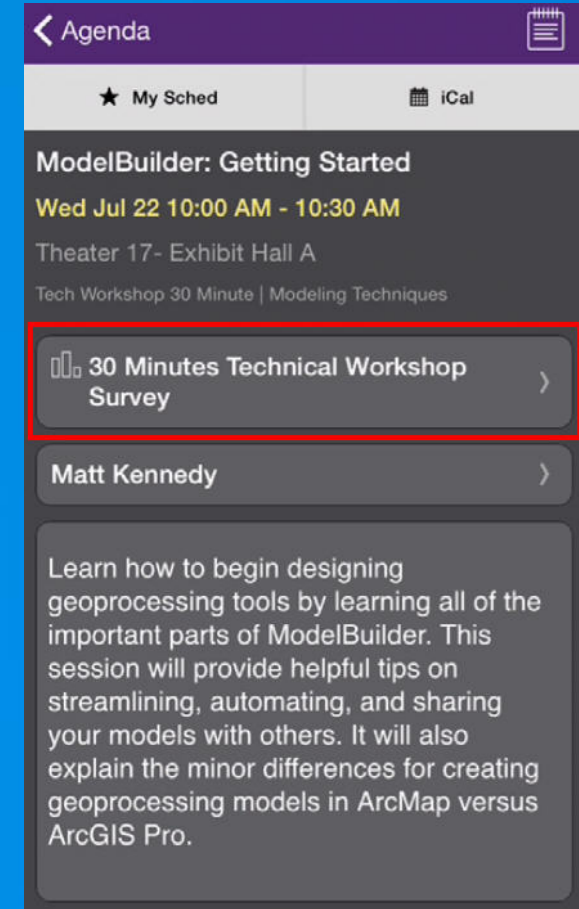 Agenda
My Sched
iCal
ModelBuilder: Getting Started
Wed Jul 22 10:00 AM - 10:30 AM
Theater 17- Exhibit Hall A
Tech Workshop 30 Minute | Modeling Techniques
30 Minutes Technical Workshop
Survey
Matt Kennedy
Learn how to begin designing
geoprocessing tools by learning all of the
important parts of ModelBuilder. This
session will provide helpful tips on
streamlining, automating, and sharing
your models with others. It will also
explain the minor differences for creating
geoprocessing models in ArcMap versus
ArcGIS Pro.